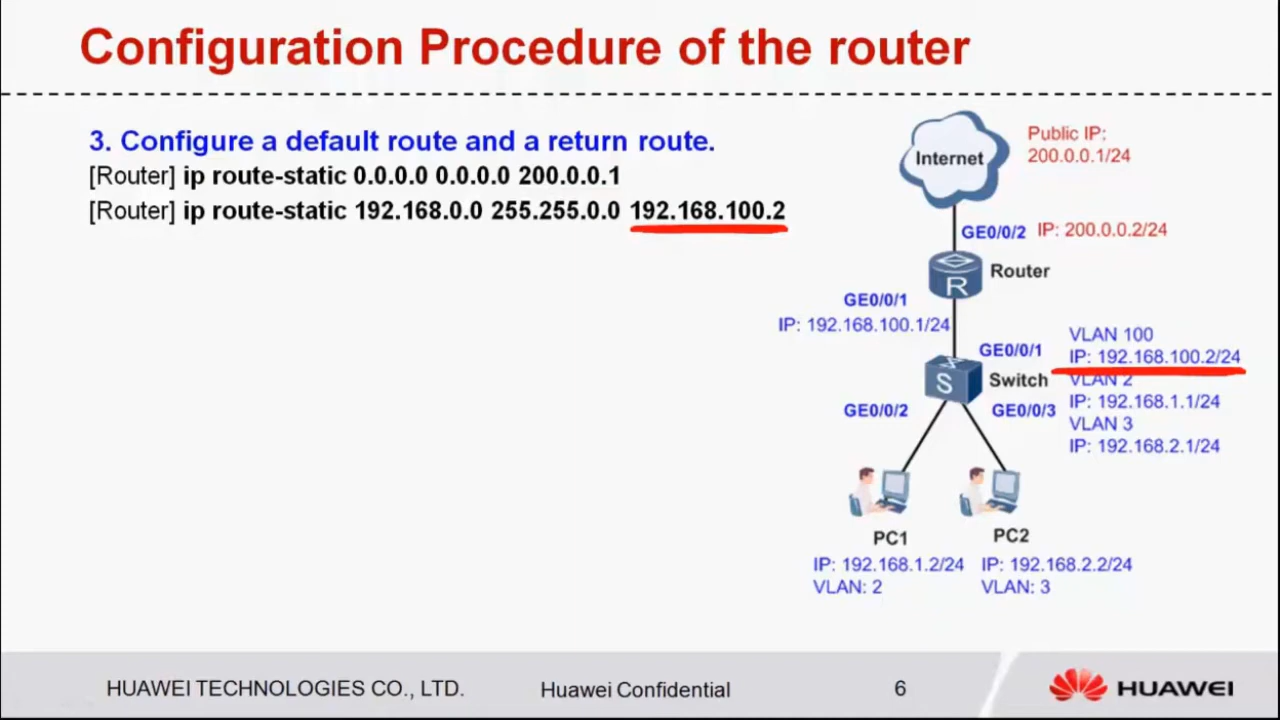 Configuration Procedure of the router
3. Configure a default route and a return route.
[Router] ip route-static 0.0.0.0 0.0.0.0 200.0.0.1
[Router] ip route-static 192.168.0.0 255.255.0.0 192.168.100.2
Internet
Public IP:
200.0.0.1/24
GE0/0/2 IP: 200.0.0.2/24
R
Router
GE0/0/1
IP: 192.168.100.1/24
GE0/0/1
VLAN 100
IP: 192.168.100.2/24
S
Switch
VLAN 2
IP: 192.168.1.1/24
VLAN 3
IP: 192.168.2.1/24
GE0/0/2
GE0/0/3
PC1
IP: 192.168.1.2/24
VLAN: 2
PC2
IP: 192.168.2.2/24
VLAN: 3
HUAWEI TECHNOLOGIES CO., LTD.
Huawei Confidential
6
HUAWEI